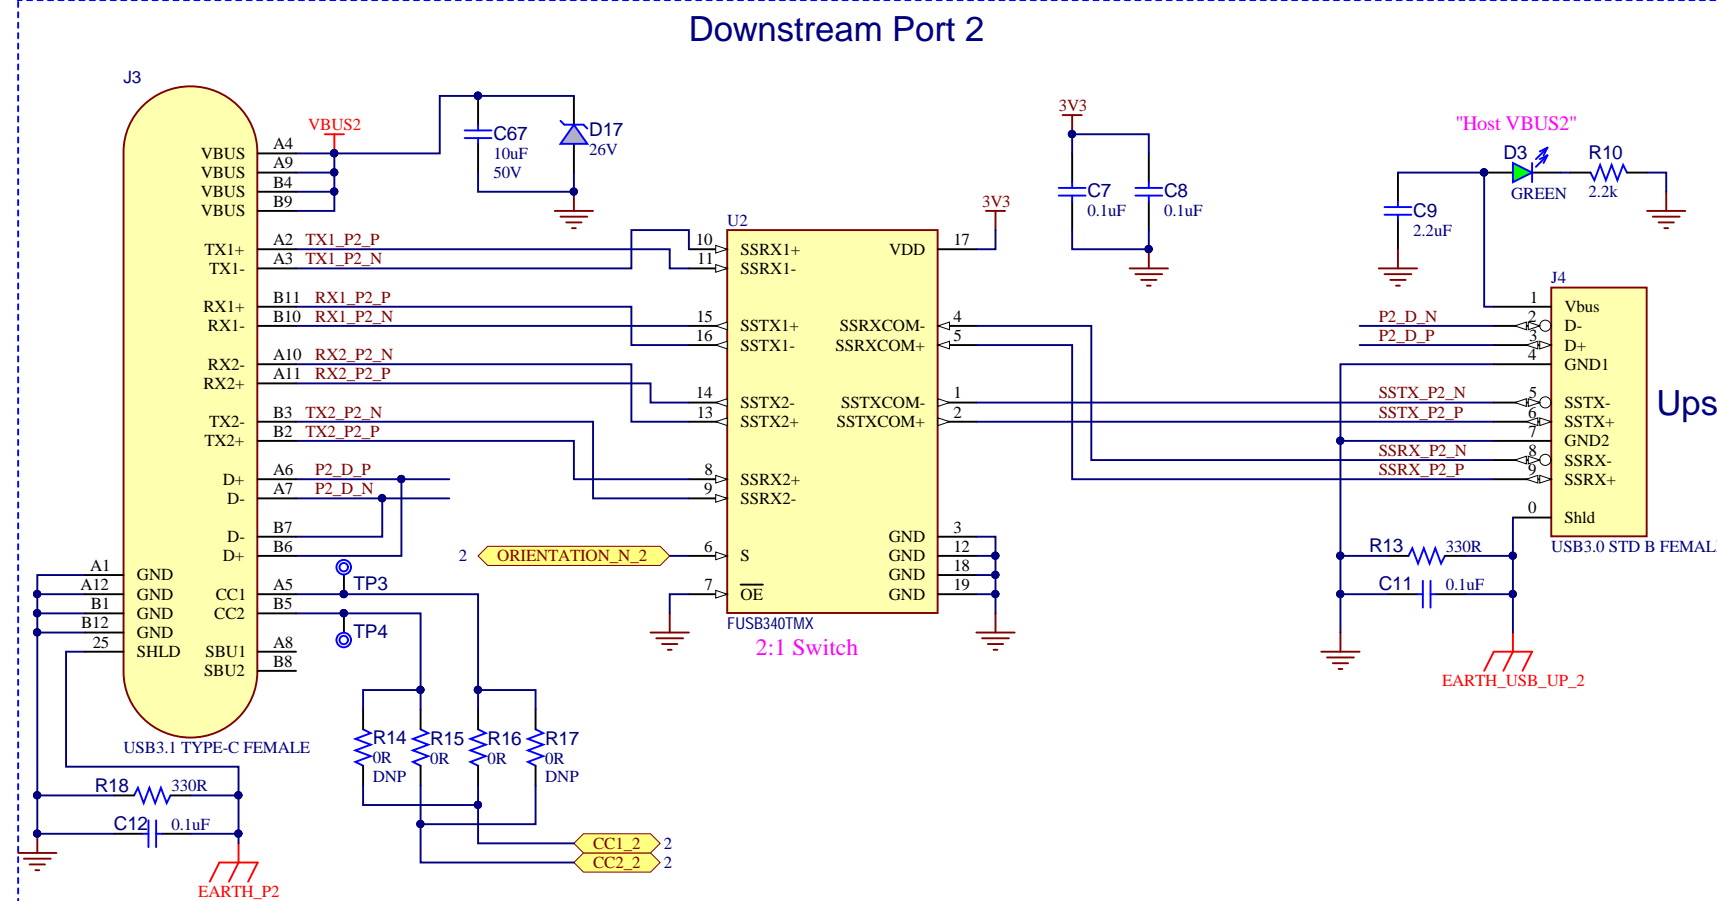 Downstream Port 2
J3
VBUS2
VBUS A4
VBUS A9
VBUS B4
VBUS B9
TX1+ A2 TX1_P2_P
TX1- A3 TX1_P2_N
RX1+ B11 RX1_P2_P
RX1- B10 RX1_P2_N
RX2- A10 RX2_P2_N
RX2+ A11 RX2_P2_P
TX2- B3 TX2_P2_N
TX2+ B2 TX2_P2_P
D+ A6 P2_D_P
D- A7 P2_D_N
D- B7
D+ B6
A1 GND
A12 GND
B1 GND
B12 GND
25 SHLD
CC1 A5
CC2 B5
SBU1 A8
SBU2 B8
USB3.1 TYPE-C FEMALE
TP3
TP4
R18 330R
C12 0.1uF
EARTH_P2
C67
10uF
50V
D17
26V
R14
0R
DNP
R15
0R
R16
0R
R17
0R
DNP
CC1_2 2
CC2_2 2
2 ORIENTATION_N_2
U2
10 SSRX1+
11 SSRX1-
15 SSTX1+
16 SSTX1-
14 SSTX2-
13 SSTX2+
8 SSRX2+
9 SSRX2-
6 S
7 OE
VDD 17
3V3
SSRXCOM- 4
SSRXCOM+ 5
SSTXCOM- 1
SSTXCOM+ 2
GND 3
GND 12
GND 18
GND 19
FUSB340TMX
2:1 Switch
3V3
C7
0.1uF
C8
0.1uF
"Host VBUS2"
D3
GREEN
R10
2.2k
C9
2.2uF
J4
1 Vbus
P2_D_N 2 D-
P2_D_P 3 D+
4 GND1
SSTX_P2_N 5 SSTX-
SSTX_P2_P 6 SSTX+
7 GND2
SSRX_P2_N 8 SSRX-
SSRX_P2_P 9 SSRX+
0 Shld
USB3.0 STD B FEMAL
Ups
R13 330R
C11 0.1uF
EARTH_USB_UP_2